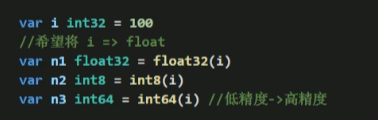 var i int32 = 100
//希望将 i => float
var n1 float32 = float32(i)
var n2 int8 = int8(i)
var n3 int64 = int64(i) //低精度->高精度